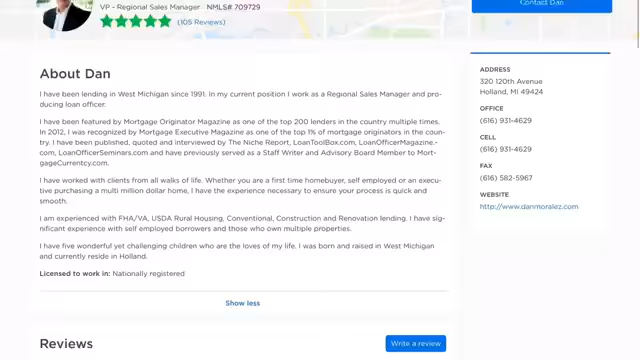 VP - Regional Sales Manager NMLS# 709729
(105 Reviews)
Contact Dan
About Dan
I have been lending in West Michigan since 1991. In my current position I work as a Regional Sales Manager and pro-
ducing loan officer.
I have been featured by Mortgage Originator Magazine as one of the top 200 lenders in the country multiple times.
In 2012, I was recognized by Mortgage Executive Magazine as one of the top 1% of mortgage originators in the coun-
try. I have been published, quoted and interviewed by The Niche Report, LoanToolBox.com, LoanOfficerMagazine.-
com, LoanOfficerSeminars.com and have previously served as a Staff Writer and Advisory Board Member to Mort-
gageCurrentcy.com.
I have worked with clients from all walks of life. Whether you are a first time homebuyer, self employed or an execu-
tive purchasing a multi million dollar home, I have the experience necessary to ensure your process is quick and
smooth.
I am experienced with FHA/VA, USDA Rural Housing, Conventional, Construction and Renovation lending. I have sig-
nificant experience with self employed borrowers and those who own multiple properties.
I have five wonderful yet challenging children who are the loves of my life. I was born and raised in West Michigan
and currently reside in Holland.
Licensed to work in: Nationally registered
Show less
Reviews
Write a review
ADDRESS
320 120th Avenue
Holland, MI 49424
OFFICE
(616) 931-4629
CELL
(616) 931-4629
FAX
(616) 582-5967
WEBSITE
http://www.danmoralez.com